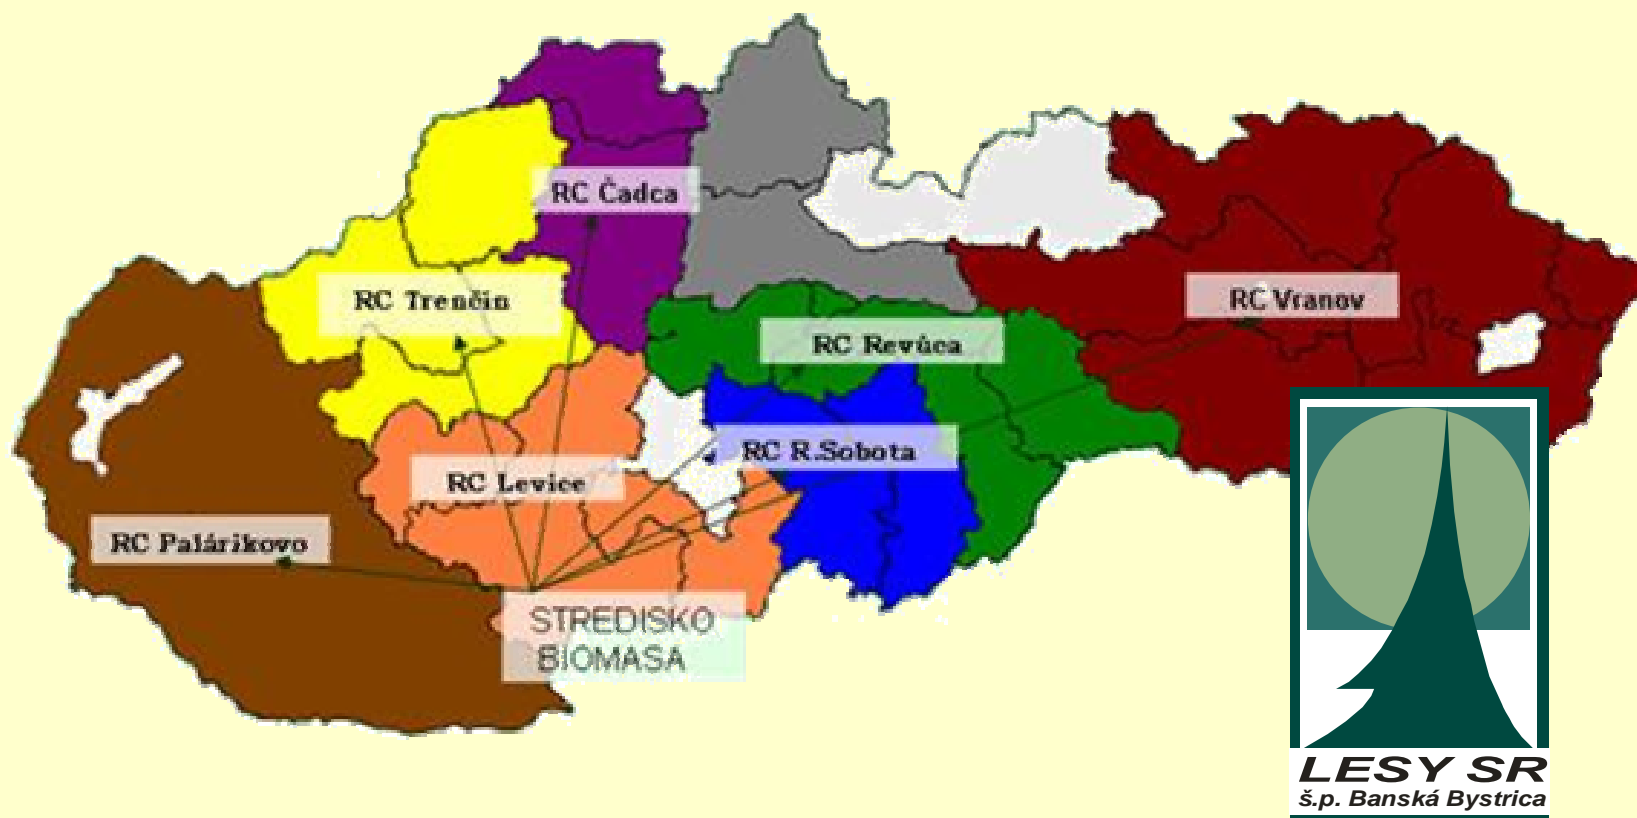 RC Čadca
RC Trenčín
RC Vranov
RC Revúca
RC R.Sobota
RC Levice
RC Palárikovo
STREDISKO
BIOMASA
LESY SR
š.p. Banská Bystrica